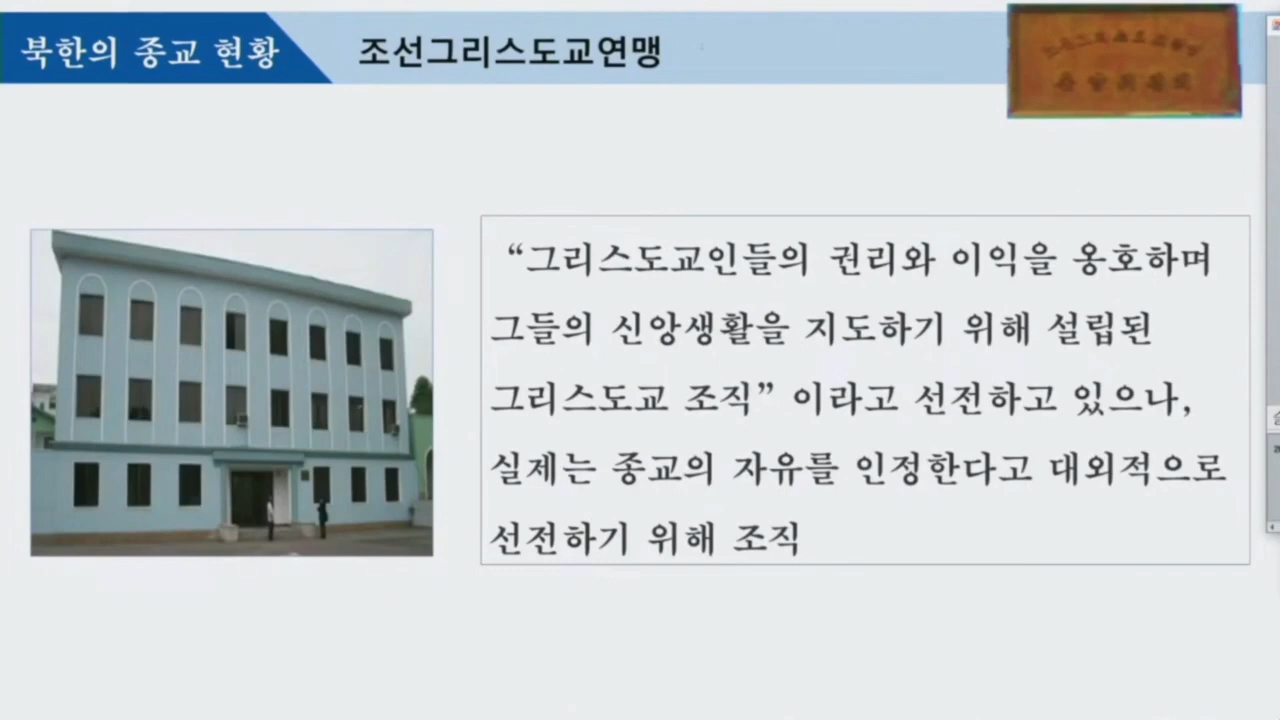 북한의 종교 현황
조선그리스도교연맹
“그리스도교인들의 권리와 이익을 옹호하며
그들의 신앙생활을 지도하기 위해 설립된
그리스도교 조직” 이라고 선전하고 있으나,
실제는 종교의 자유를 인정한다고 대외적으로
선전하기 위해 조직